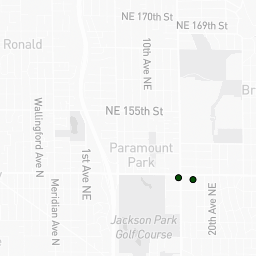 NE 170th St
NE 169th St
Ronald
10th Ave NE
Br
Wallingford Ave N
NE 155th St
1st Ave NE
Paramount
Park
Meridian Ave N
20th Ave NE
Jackson Park
Golf Course